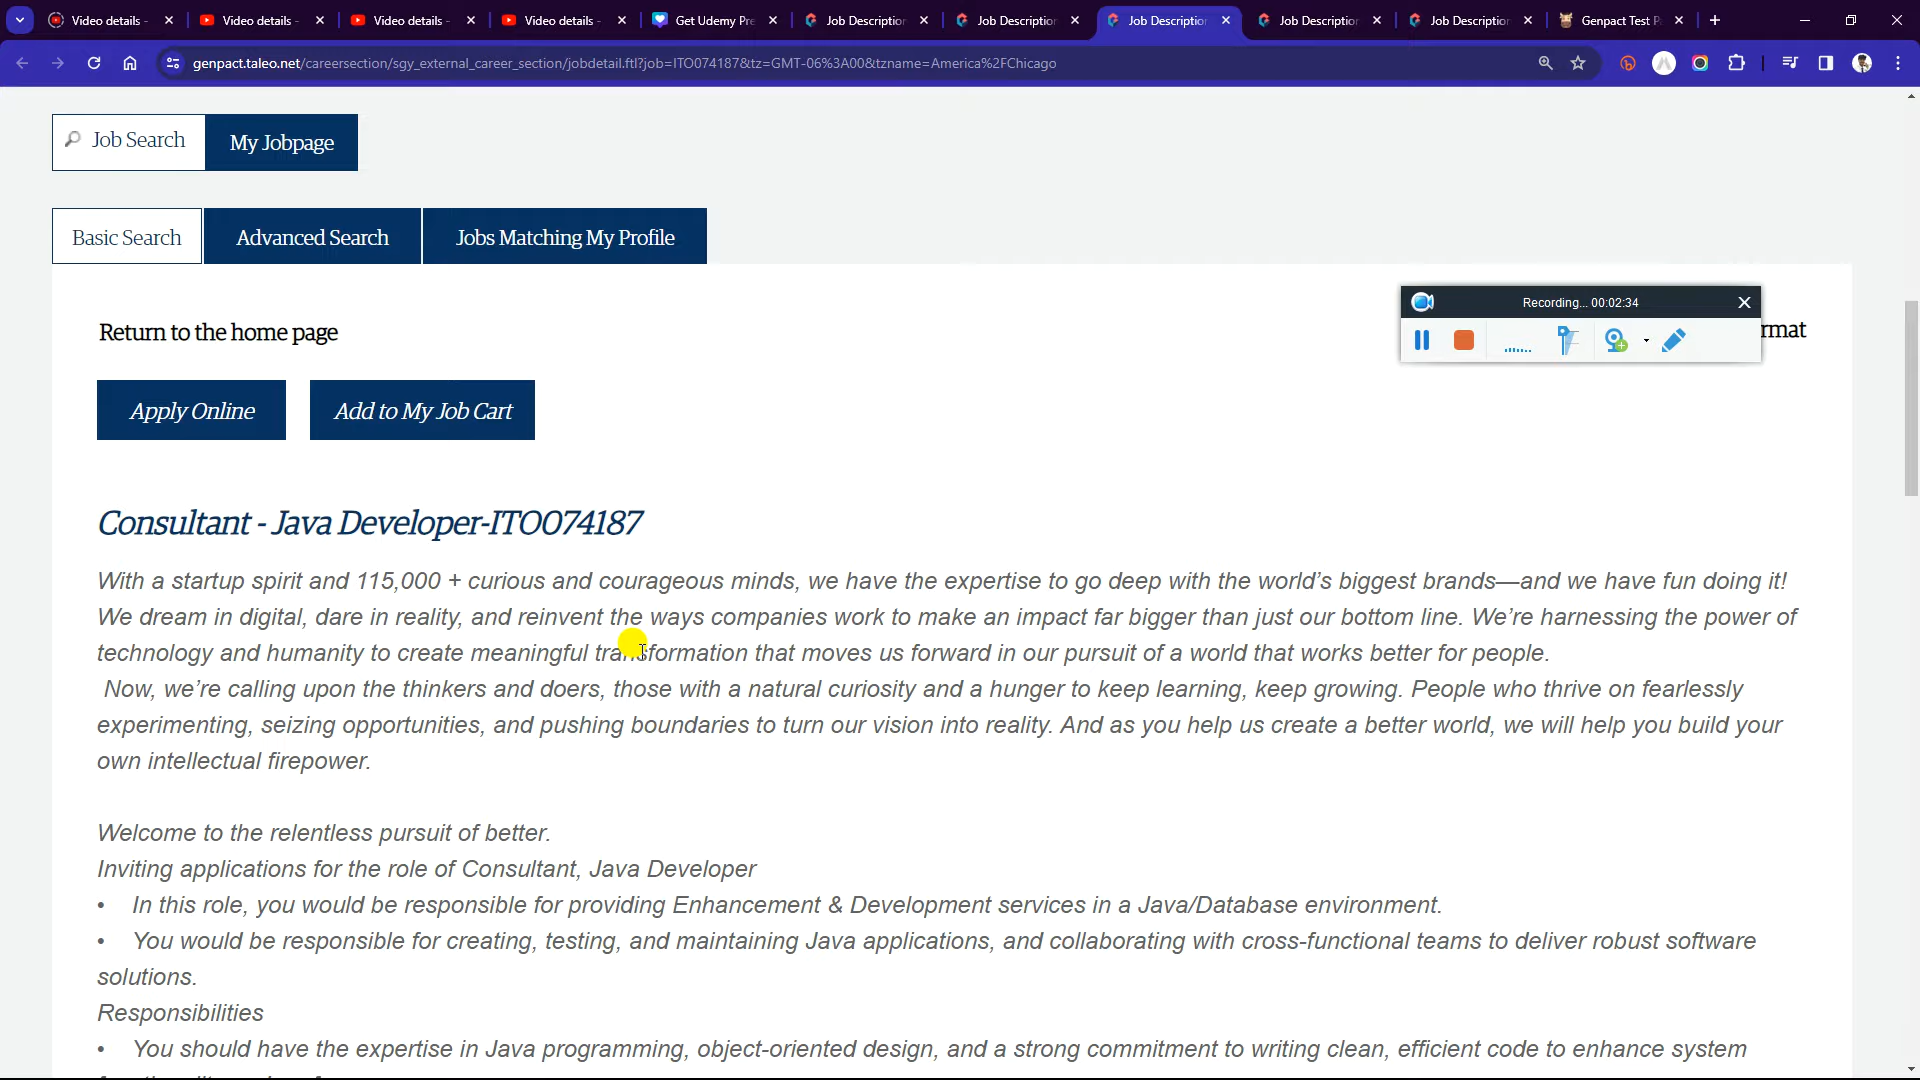 Video details -
Video details -
Video details -
Video details -
Get Udemy Pre
Job Description
Job Description
Job Description
Job Description
Job Description
Genpact Test P
genpact.taleo.net/careersection/sgy_external_career_section/jobdetail.ftl?job=ITO074187&tz=GMT-06%3A00&tzname=America%2FChicago
Job Search
My Jobpage
Basic Search
Advanced Search
Jobs Matching My Profile
Recording... 00:02:34
Return to the home page
rmat
Apply Online
Add to My Job Cart
Consultant - Java Developer-ITO074187
With a startup spirit and 115,000 + curious and courageous minds, we have the expertise to go deep with the world's biggest brands—and we have fun doing it!
We dream in digital, dare in reality, and reinvent the ways companies work to make an impact far bigger than just our bottom line. We're harnessing the power of
technology and humanity to create meaningful transformation that moves us forward in our pursuit of a world that works better for people.
Now, we're calling upon the thinkers and doers, those with a natural curiosity and a hunger to keep learning, keep growing. People who thrive on fearlessly
experimenting, seizing opportunities, and pushing boundaries to turn our vision into reality. And as you help us create a better world, we will help you build your
own intellectual firepower.
Welcome to the relentless pursuit of better.
Inviting applications for the role of Consultant, Java Developer
• In this role, you would be responsible for providing Enhancement & Development services in a Java/Database environment.
• You would be responsible for creating, testing, and maintaining Java applications, and collaborating with cross-functional teams to deliver robust software
solutions.
Responsibilities
• You should have the expertise in Java programming, object-oriented design, and a strong commitment to writing clean, efficient code to enhance system